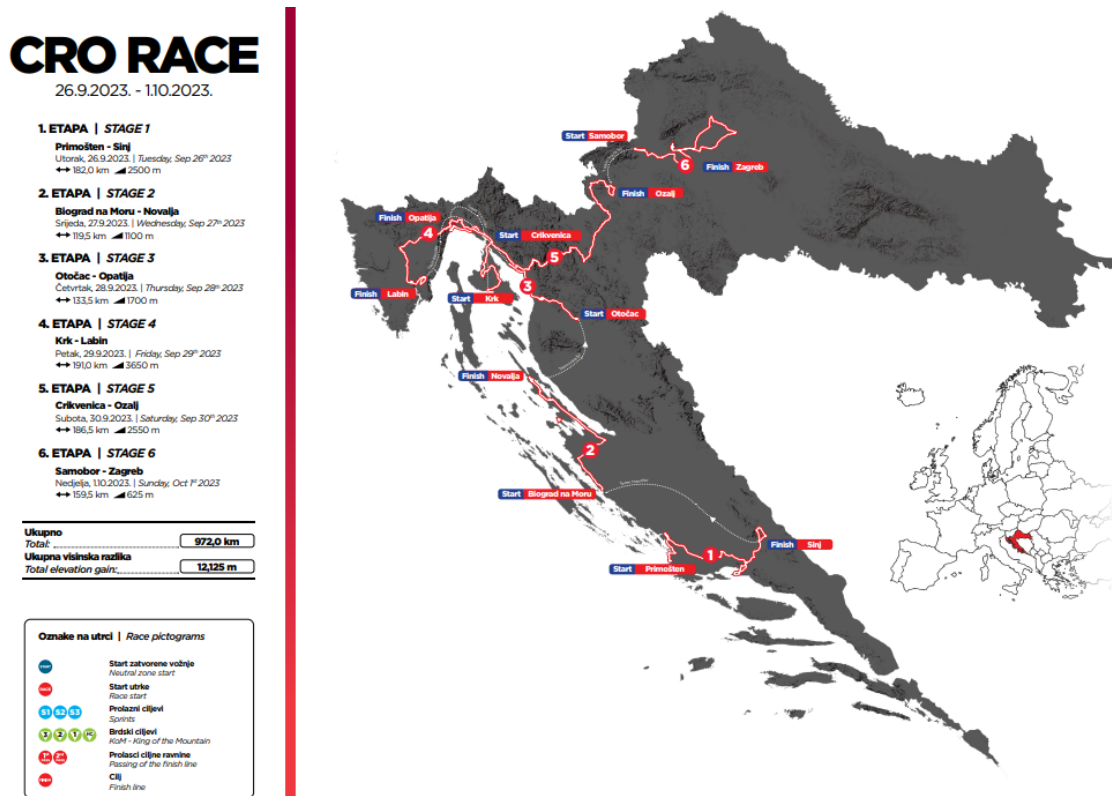 CRO RACE
26.9.2023. - 1.10.2023.
1. ETAPA | STAGE 1
Primošten - Sinj
Utorak, 26.9.2023. | Tuesday, Sep 26th 2023
182,0 km 2500 m
2. ETAPA | STAGE 2
Biograd na Moru - Novalja
Srijeda, 27.9.2023. | Wednesday, Sep 27th 2023
119,5 km 1100 m
3. ETAPA | STAGE 3
Otočac - Opatija
Četvrtak, 28.9.2023. | Thursday, Sep 28th 2023
133,5 km 1700 m
4. ETAPA | STAGE 4
Krk - Labin
Petak, 29.9.2023. | Friday, Sep 29th 2023
191,0 km 3650 m
5. ETAPA | STAGE 5
Crikvenica - Ozalj
Subota, 30.9.2023. | Saturday, Sep 30th 2023
186,5 km 2550 m
6. ETAPA | STAGE 6
Samobor - Zagreb
Nedjelja, 1.10.2023. | Sunday, Oct 1st 2023
159,5 km 625 m
Ukupno
Total: 972,0 km
Ukupna visinska razlika
Total elevation gain: 12,125 m
Oznake na utrci | Race pictograms
START
Start zatvorene vožnje
Neutral zone start
RACE
Start utrke
Race start
S1 S2 S3
Prolazni ciljevi
Sprints
3 2 1 HC
Brdski ciljevi
KoM - King of the Mountain
1st 2nd
Prolasci ciljne ravnine
Passing of the finish line
FINISH
Cilj
Finish line
Start Samobor
6
Finish Zagreb
Finish Ozalj
Finish Opatija
4
Start Crikvenica
5
Finish Labin
Start Krk
3
Start Otočac
Finish Novalja
2
Start Biograd na Moru
Finish Sinj
1
Start Primošten